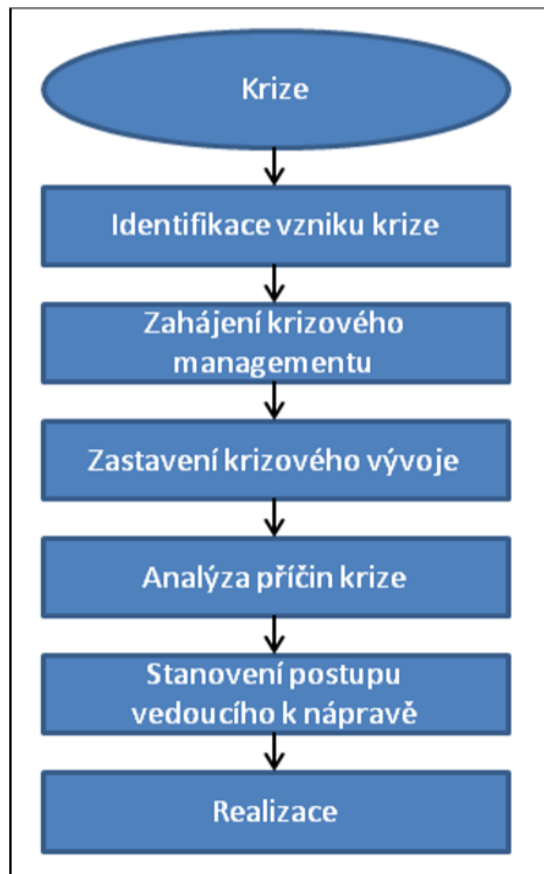 Krize
Identifikace vzniku krize
Zahájení krizového
managementu
Zastavení krizového vývoje
Analýza příčin krize
Stanovení postupu
vedoucího k nápravě
Realizace